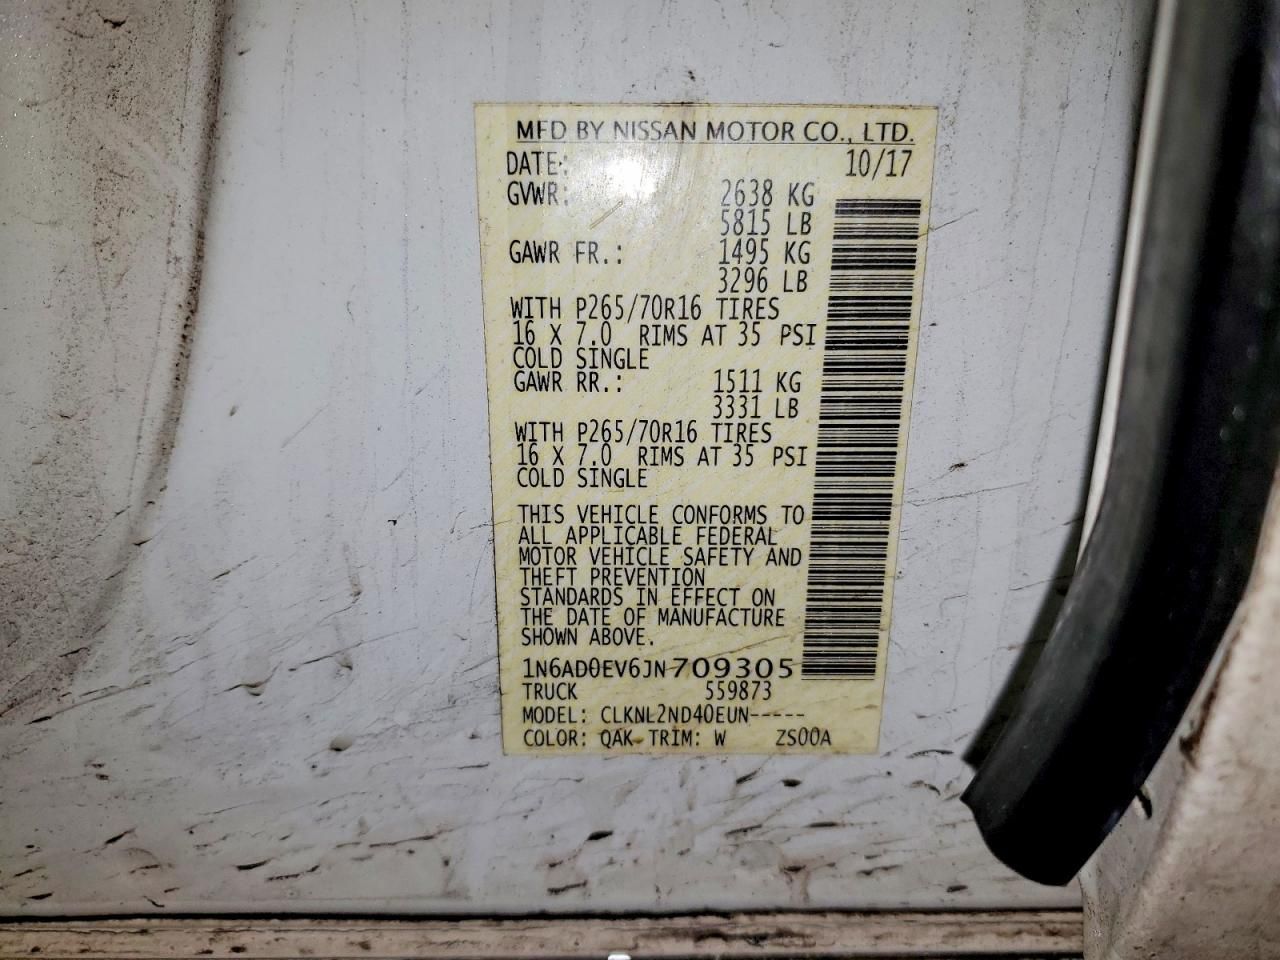 MFD BY NISSAN MOTOR CO., LTD.
DATE: 10/17
GVWR: 2638 KG
5815 LB
GAWR FR.: 1495 KG
3296 LB
WITH P265/70R16 TIRES
16 X 7.0 RIMS AT 35 PSI
COLD SINGLE
GAWR RR.: 1511 KG
3331 LB
WITH P265/70R16 TIRES
16 X 7.0 RIMS AT 35 PSI
COLD SINGLE
THIS VEHICLE CONFORMS TO
ALL APPLICABLE FEDERAL
MOTOR VEHICLE SAFETY AND
THEFT PREVENTION
STANDARDS IN EFFECT ON
THE DATE OF MANUFACTURE
SHOWN ABOVE.
1N6AD0EV6JN709305
TRUCK 559873
MODEL: CLKNL2ND40EUN-----
COLOR: QAK TRIM: W ZS00A